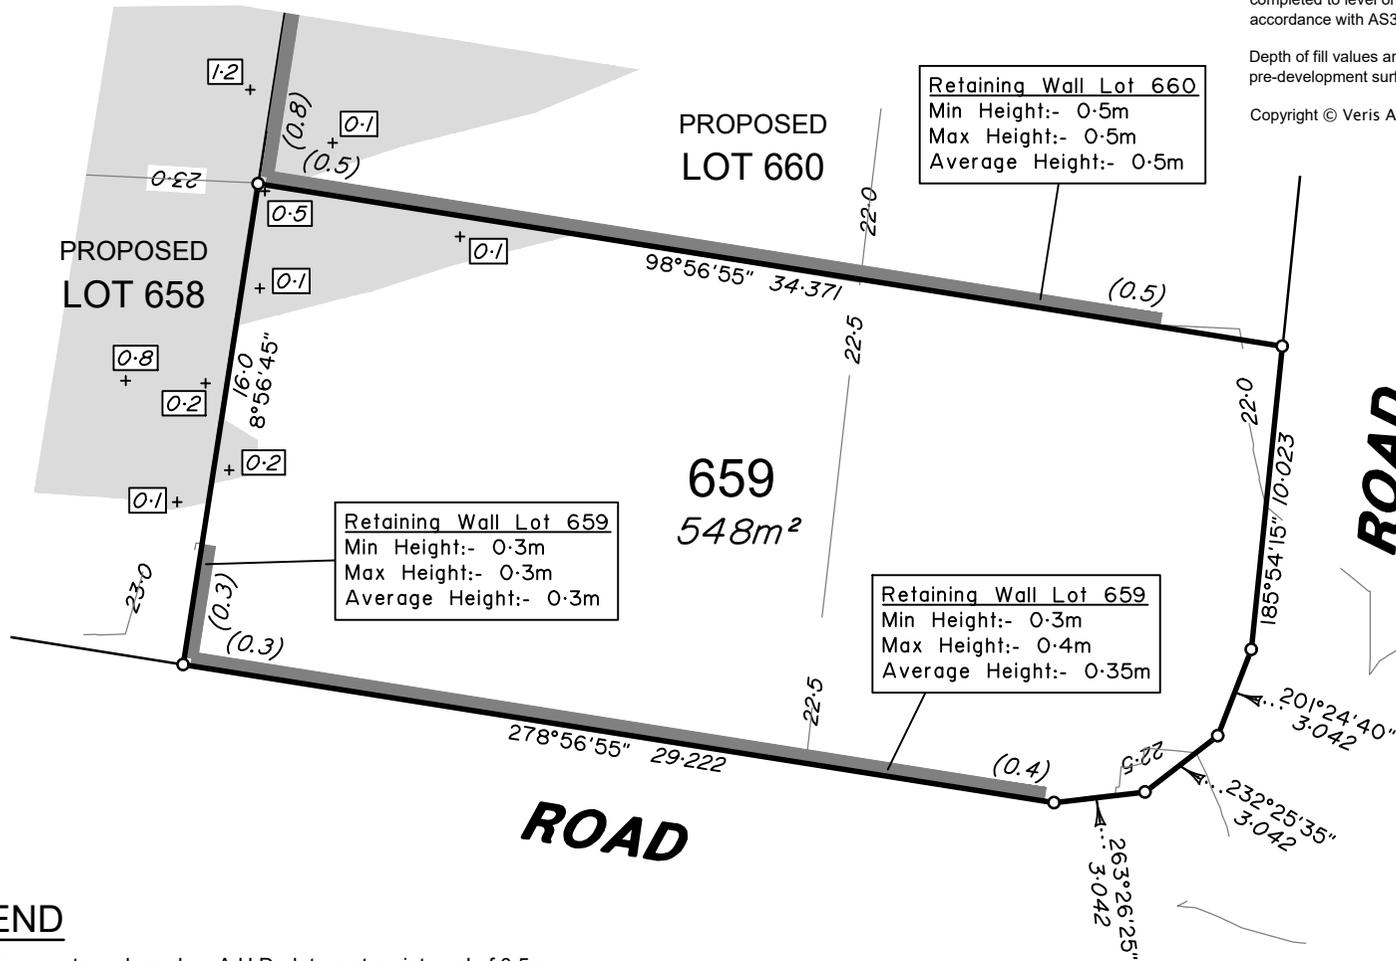 completed to level of
accordance with AS3
Depth of fill values ar
pre-development surf
Copyright © Veris A
1·2
(0.8)
0·1
(0.5)
PROPOSED
LOT 660
Retaining Wall Lot 660
Min Height:- 0·5m
Max Height:- 0·5m
Average Height:- 0·5m
23·0
0·5
22·0
PROPOSED
LOT 658
0·1
0·1
98°56'55" 34·371
(0.5)
22·5
0·8
0·2
16·0
8°56'45"
22·0
ROAD
0·2
0·1
659
548m²
185°54'15" 10·023
Retaining Wall Lot 659
Min Height:- 0·3m
Max Height:- 0·3m
Average Height:- 0·3m
23·0
(0.3)
(0.3)
Retaining Wall Lot 659
Min Height:- 0·3m
Max Height:- 0·4m
Average Height:- 0·35m
22·5
201°24'40"
3·042
278°56'55" 29·222
(0.4)
22·5
232°25'35"
3·042
ROAD
263°26'25"
3·042
END